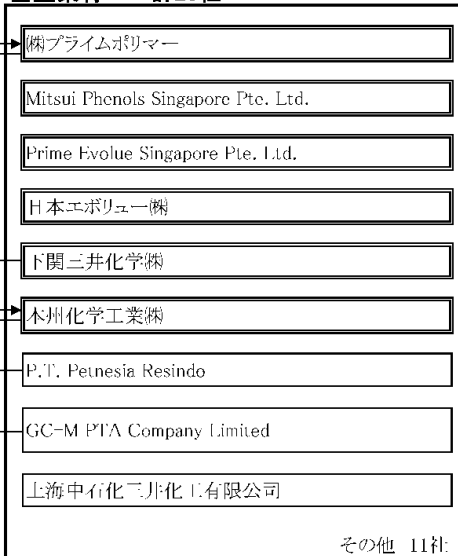 ㈱プライムポリマー
Mitsui Phenols Singapore Pte. Ltd.
Prime Evolue Singapore Pte. Ltd.
日本エボリュー㈱
下関三井化学㈱
本州化学工業㈱
P.T. Petnesia Resindo
GC-M PTA Company Limited
上海中石化三井化工有限公司
その他 11社